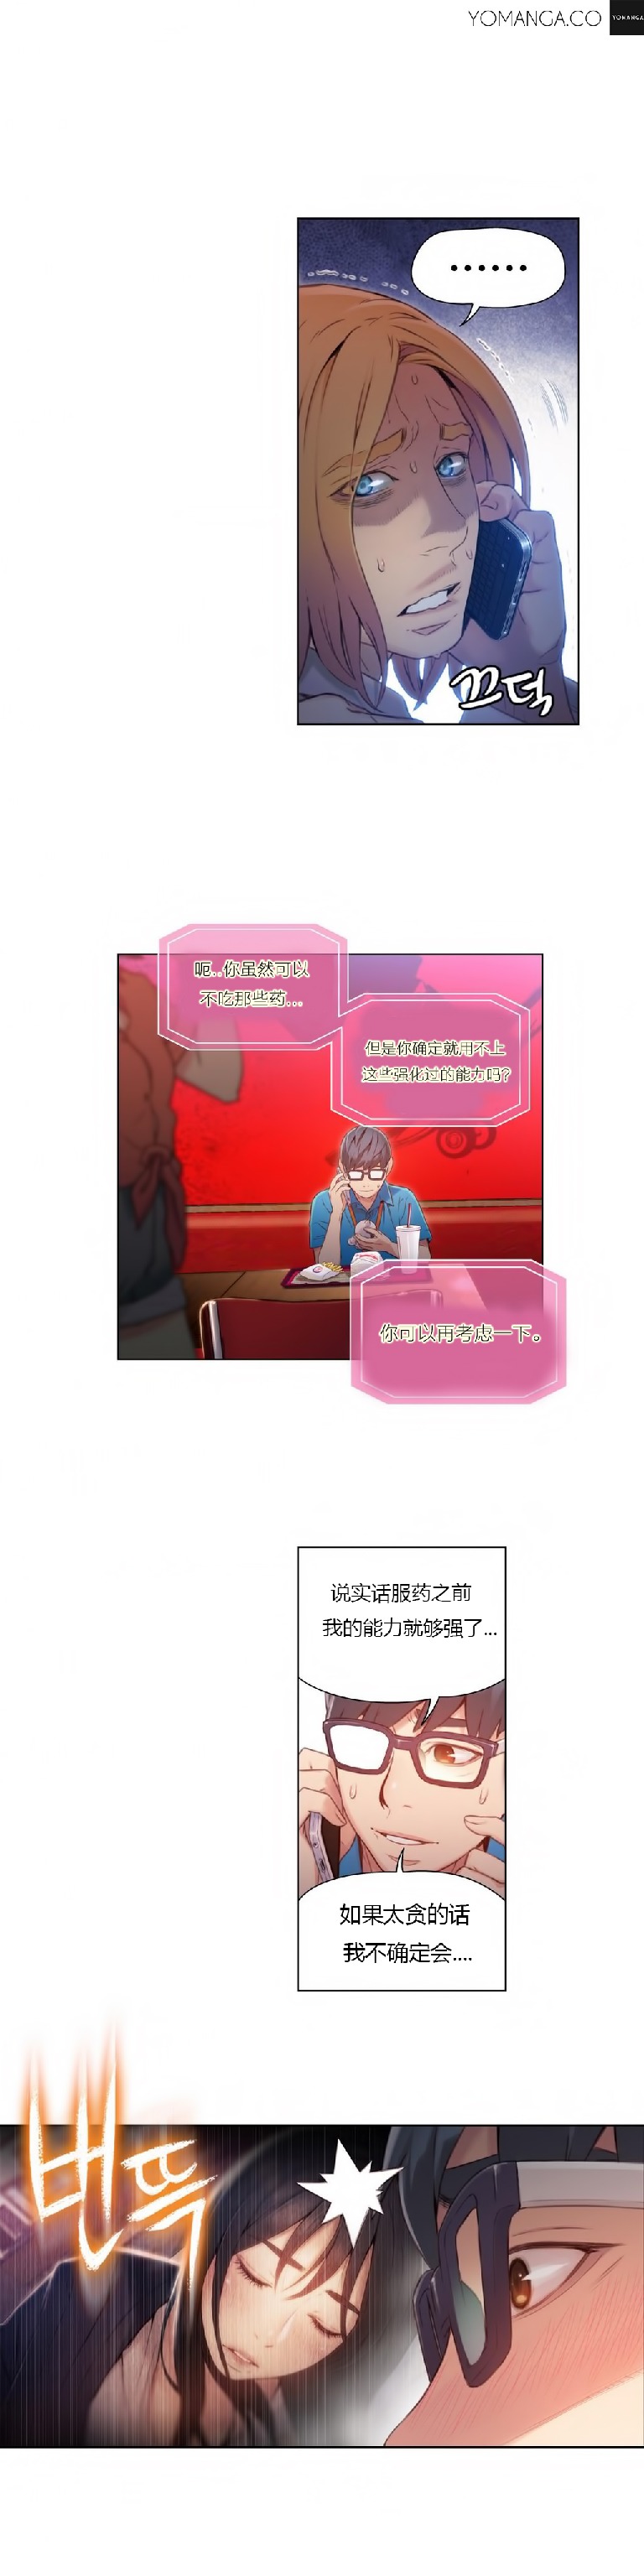 YOMANGA.CO
YOMANGA
......
끄덕
呃..你虽然可以
不吃那些药...
但是你确定就用不上
这些强化过的能力吗?
你可以再考虑一下。
说实话服药之前
我的能力就够强了...
如果太贪的话
我不确定会....
번뜩